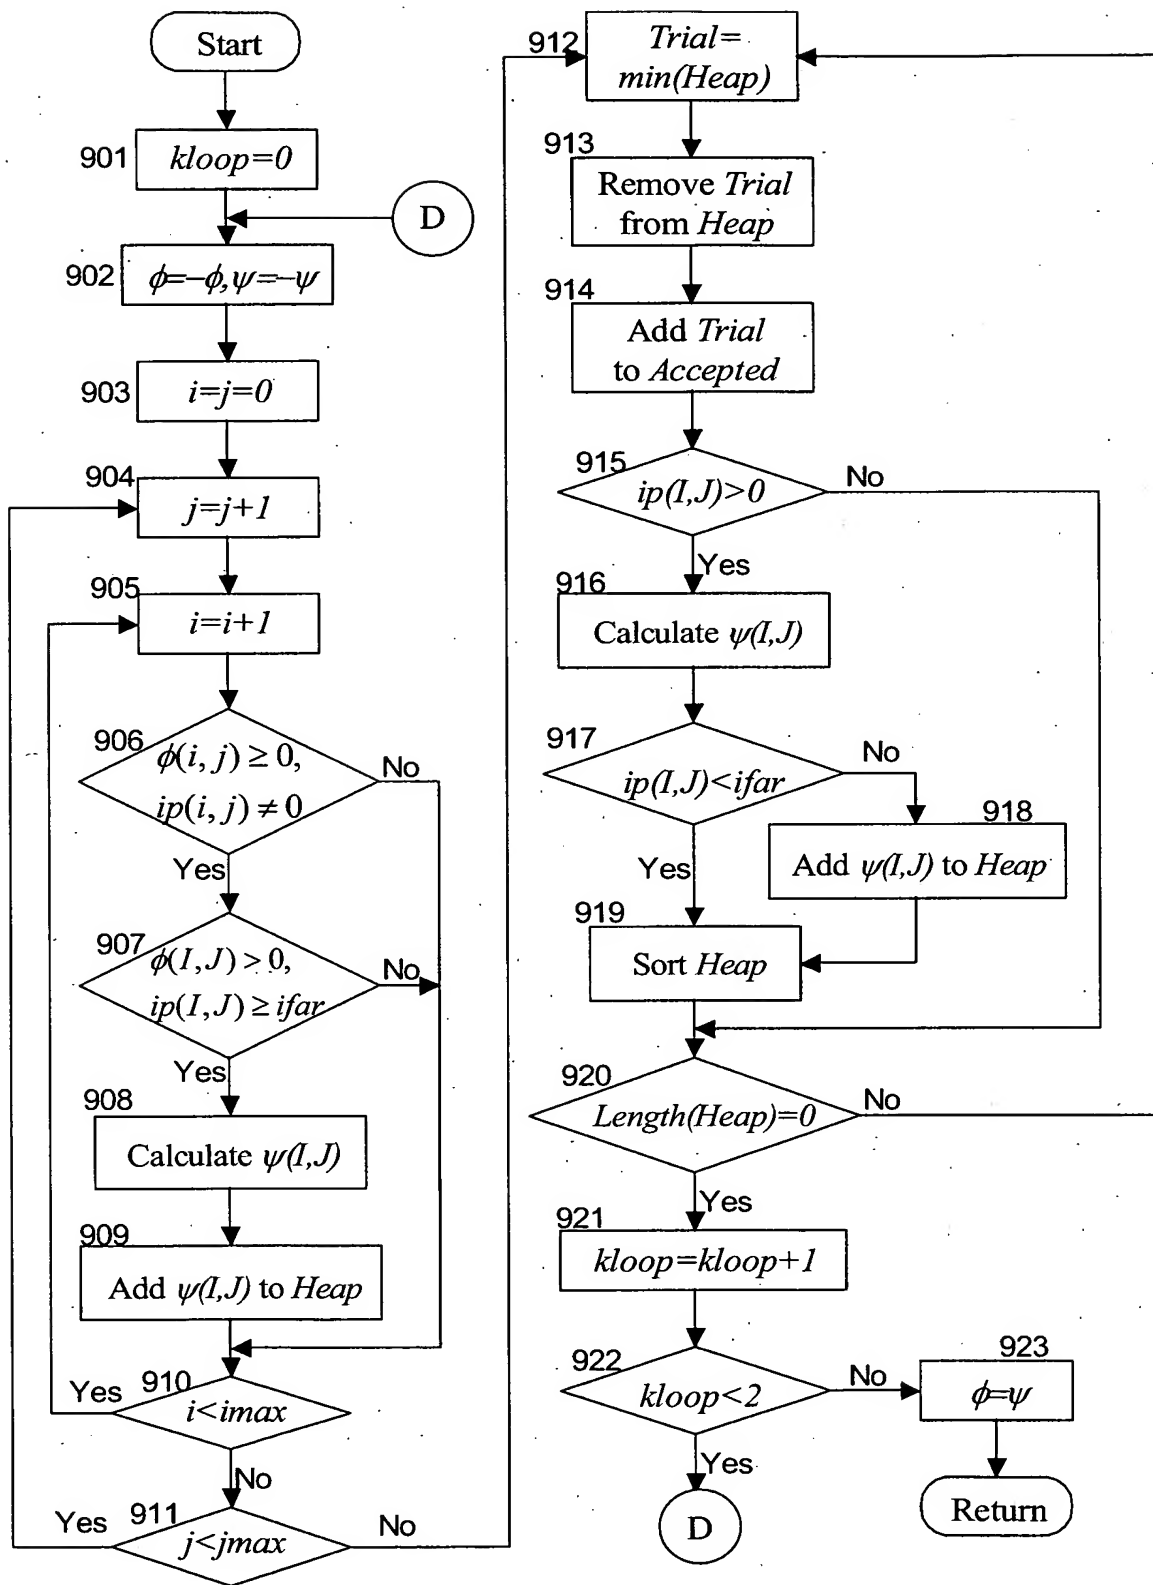 Start
901
kloop=0
D
902
ϕ=−ϕ,ψ=−ψ
903
i=j=0
904
j=j+1
905
i=i+1
906
ϕ(i, j) ≥ 0,
ip(i, j) ≠ 0
No
Yes
907
ϕ(I, J) > 0,
ip(I, J) ≥ ifar
No
Yes
908
Calculate ψ(I,J)
909
Add ψ(I,J) to Heap
910
Yes
i<imax
No
911
Yes
j<jmax
No
912
Trial=
min(Heap)
913
Remove Trial
from Heap
914
Add Trial
to Accepted
915
ip(I,J)>0
No
Yes
916
Calculate ψ(I,J)
917
ip(I,J)<ifar
No
918
Add ψ(I,J) to Heap
Yes
919
Sort Heap
920
Length(Heap)=0
No
Yes
921
kloop=kloop+1
922
kloop<2
No
923
ϕ=ψ
Yes
D
Return